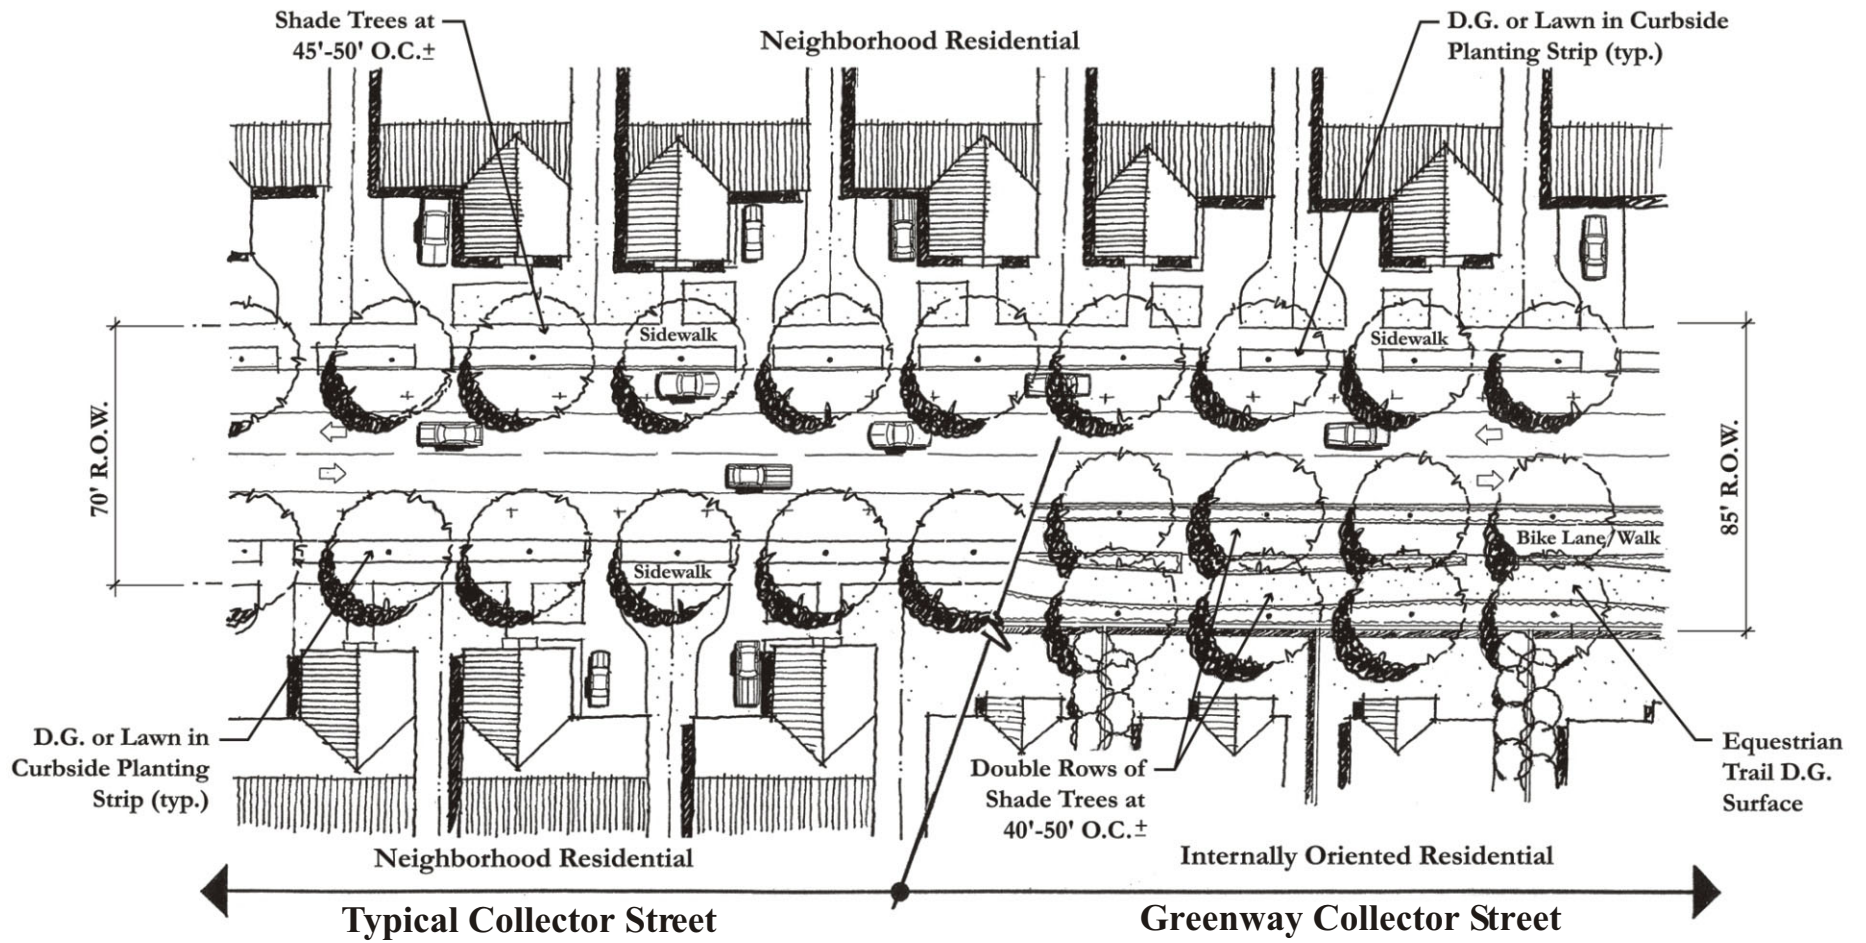 Shade Trees at
45'-50' O.C.±
Neighborhood Residential
D.G. or Lawn in Curbside
Planting Strip (typ.)
Sidewalk
Sidewalk
70' R.O.W.
85' R.O.W.
Bike Lane/Walk
Sidewalk
D.G. or Lawn in
Curbside Planting
Strip (typ.)
Double Rows of
Shade Trees at
40'-50' O.C.±
Equestrian
Trail D.G.
Surface
Neighborhood Residential
Internally Oriented Residential
Typical Collector Street
Greenway Collector Street